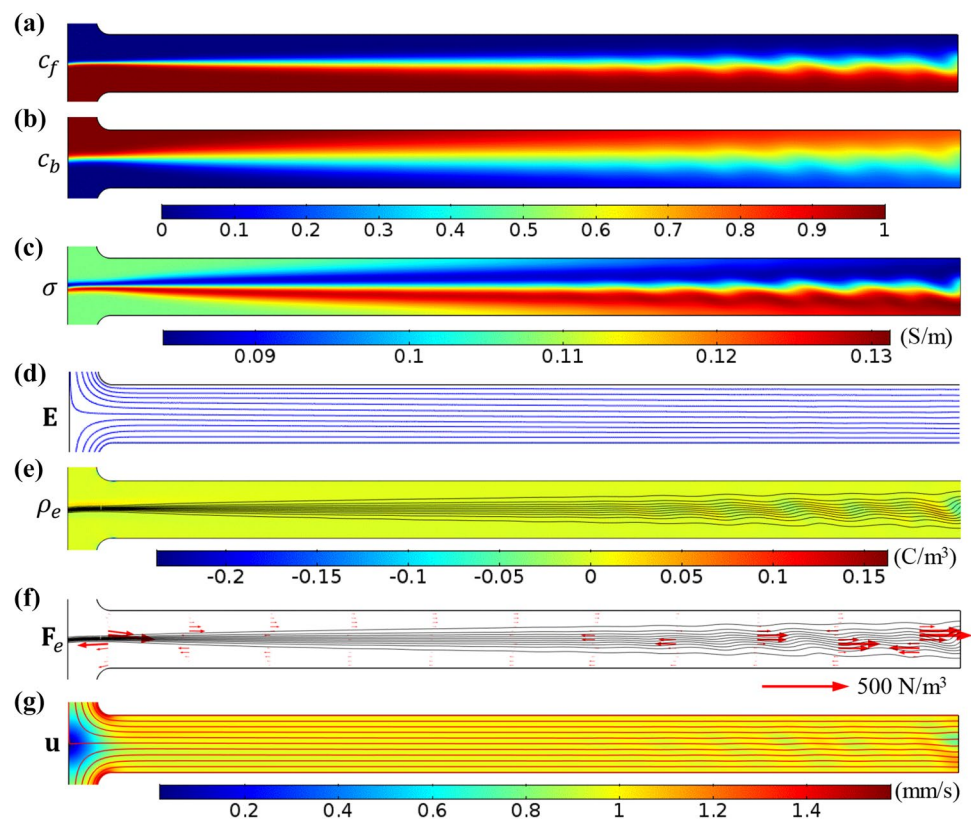 (a)
c_f
(b)
c_b
0 0.1 0.2 0.3 0.4 0.5 0.6 0.7 0.8 0.9 1
(c)
σ
0.09 0.1 0.11 0.12 0.13 (S/m)
(d)
E
(e)
ρ_e
-0.2 -0.15 -0.1 -0.05 0 0.05 0.1 0.15 (C/m³)
(f)
F_e
500 N/m³
(g)
u
0.2 0.4 0.6 0.8 1 1.2 1.4 (mm/s)